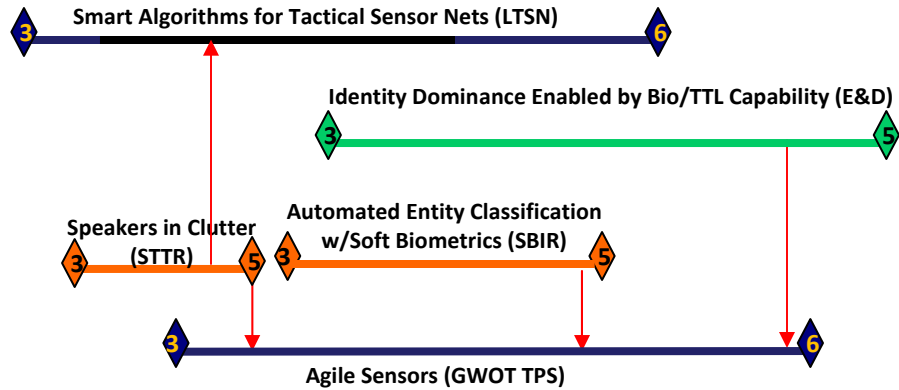 Smart Algorithms for Tactical Sensor Nets (LTSN)
3 6
Identity Dominance Enabled by Bio/TTL Capability (E&D)
3 5
Speakers in Clutter
(STTR)
3 5
Automated Entity Classification
w/Soft Biometrics (SBIR)
3 5
3 6
Agile Sensors (GWOT TPS)